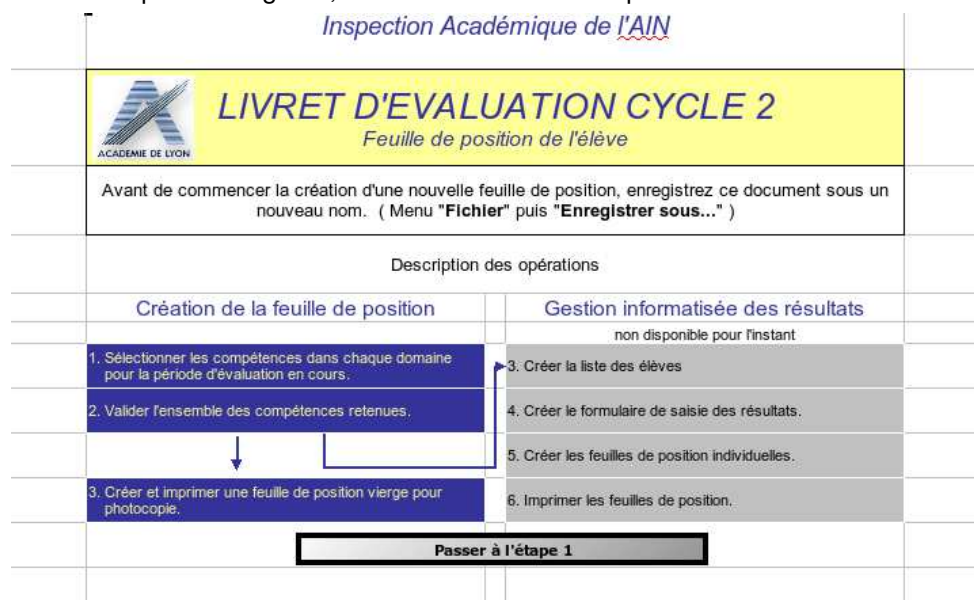 Inspection Académique de l'AIN
ACADEMIE DE LYON
LIVRET D'EVALUATION CYCLE 2
Feuille de position de l'élève
Avant de commencer la création d'une nouvelle feuille de position, enregistrez ce document sous un
nouveau nom. ( Menu "Fichier" puis "Enregistrer sous..." )
Description des opérations
Création de la feuille de position
1. Sélectionner les compétences dans chaque domaine
pour la période d'évaluation en cours.
2. Valider l'ensemble des compétences retenues.
3. Créer et imprimer une feuille de position vierge pour
photocopie.
Gestion informatisée des résultats
non disponible pour l'instant
3. Créer la liste des élèves
4. Créer le formulaire de saisie des résultats.
5. Créer les feuilles de position individuelles.
6. Imprimer les feuilles de position.
Passer à l'étape 1